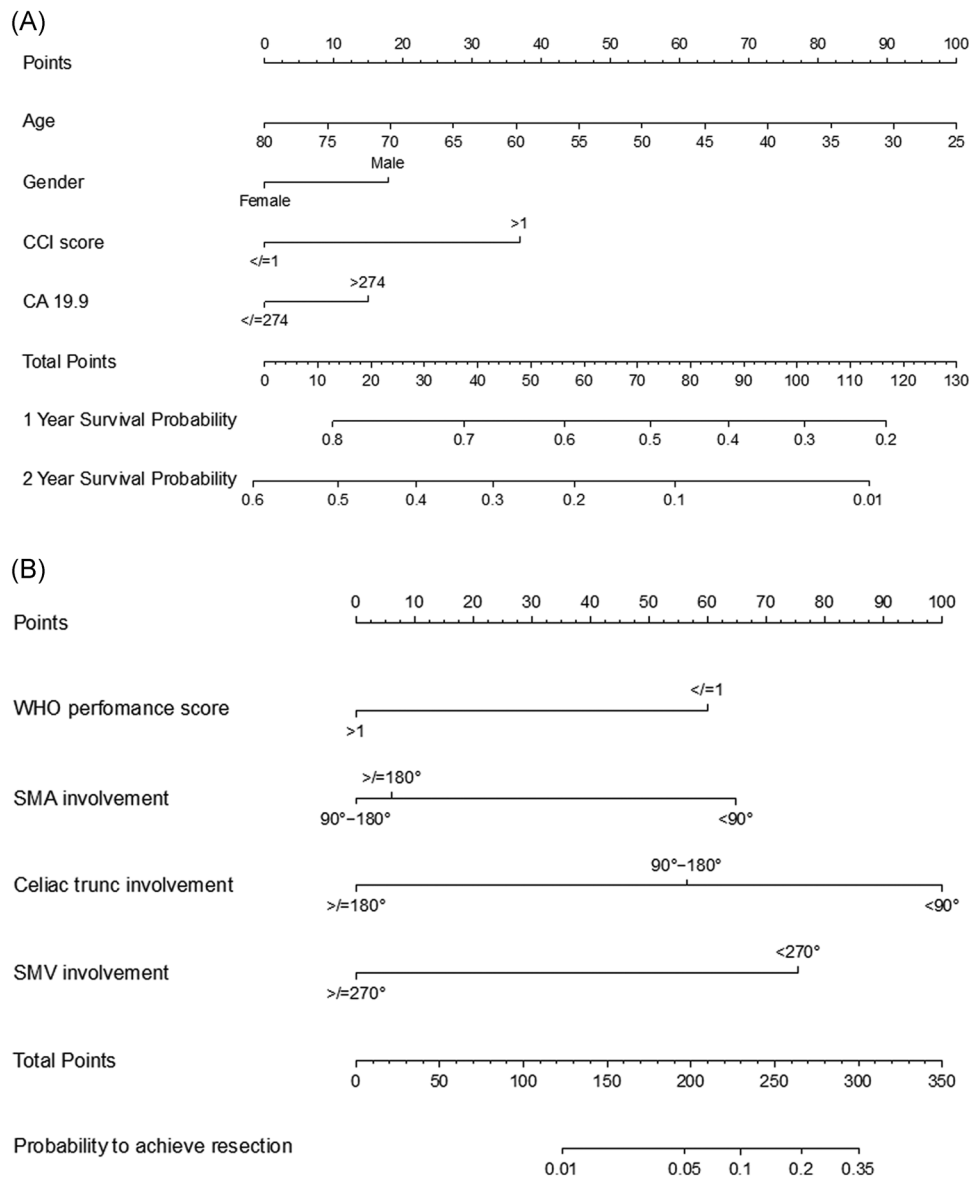 (A)
0 10 20 30 40 50 60 70 80 90 100
Points
Age
80 75 70 65 60 55 50 45 40 35 30 25
Male
Gender
Female
>1
CCI score
</=1
>274
CA 19.9
</=274
Total Points
0 10 20 30 40 50 60 70 80 90 100 110 120 130
1 Year Survival Probability
0.8 0.7 0.6 0.5 0.4 0.3 0.2
2 Year Survival Probability
0.6 0.5 0.4 0.3 0.2 0.1 0.01
(B)
0 10 20 30 40 50 60 70 80 90 100
Points
</=1
WHO perfomance score
>1
>/=180°
SMA involvement
90°−180° <90°
90°−180°
Celiac trunc involvement
>/=180° <90°
<270°
SMV involvement
>/=270°
Total Points
0 50 100 150 200 250 300 350
Probability to achieve resection
0.01 0.05 0.1 0.2 0.35